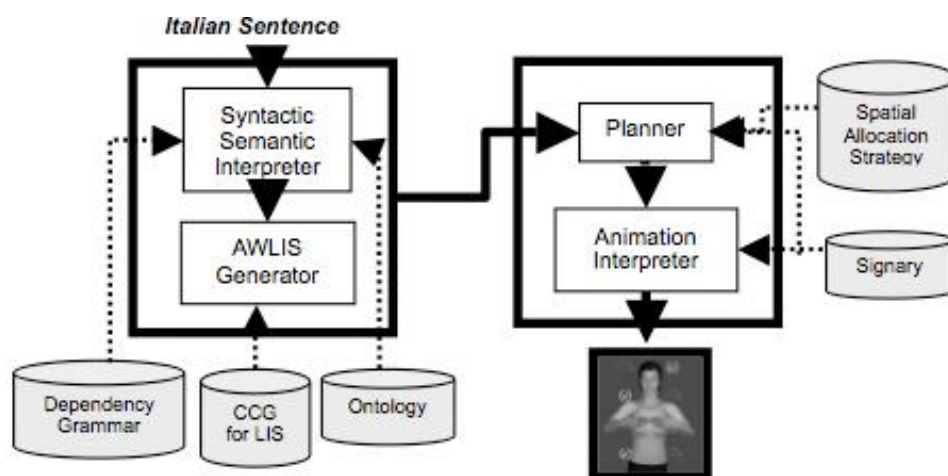 Italian Sentence
Syntactic
Semantic
Interpreter
AWLIS
Generator
Planner
Animation
Interpreter
Spatial
Allocation
Strategy
Signary
Dependency
Grammar
CCG
for LIS
Ontology